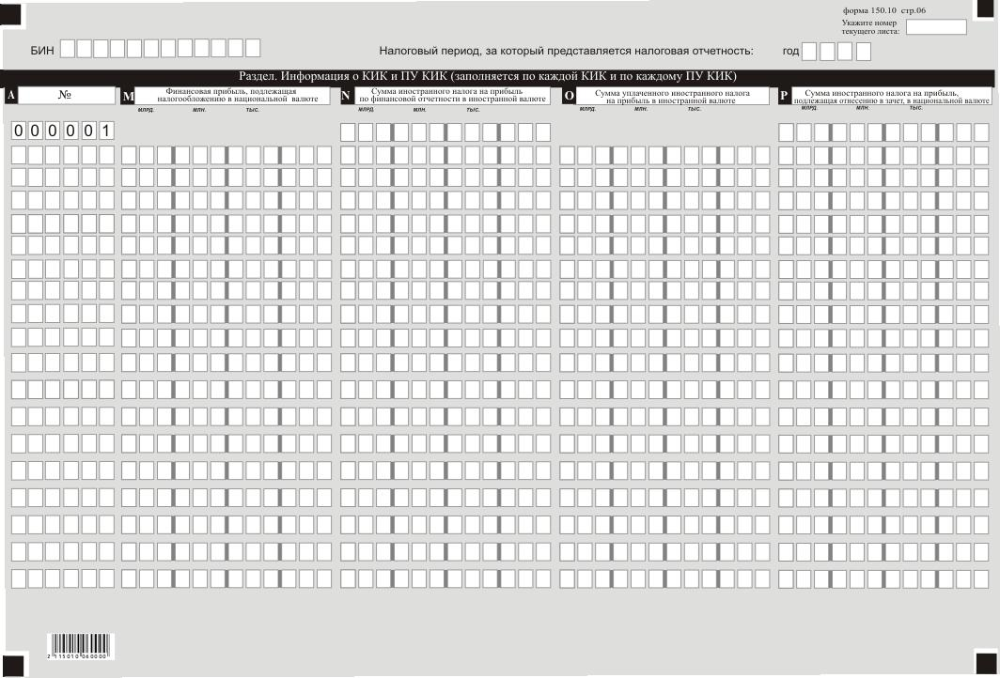 форма 150.10 стр.06
Укажите номер
текущего листа:
БИН
Налоговый период, за который представляется налоговая отчетность:
год
Раздел. Информация о КИК и ПУ КИК (заполняется по каждой КИК и по каждому ПУ КИК)
A
№
M
Финансовая прибыль, подлежащая
налогообложению в национальной валюте
N
Сумма иностранного налога на прибыль
по финансовой отчетности в иностранной валюте
O
Сумма уплаченного иностранного налога
на прибыль в иностранной валюте
P
Сумма иностранного налога на прибыль,
подлежащая отнесению в зачет, в национальной валюте
МЛРД. МЛН. ТЫС.
МЛРД. МЛН. ТЫС.
МЛРД. МЛН. ТЫС.
МЛРД. МЛН. ТЫС.
000001
2 115010 060000